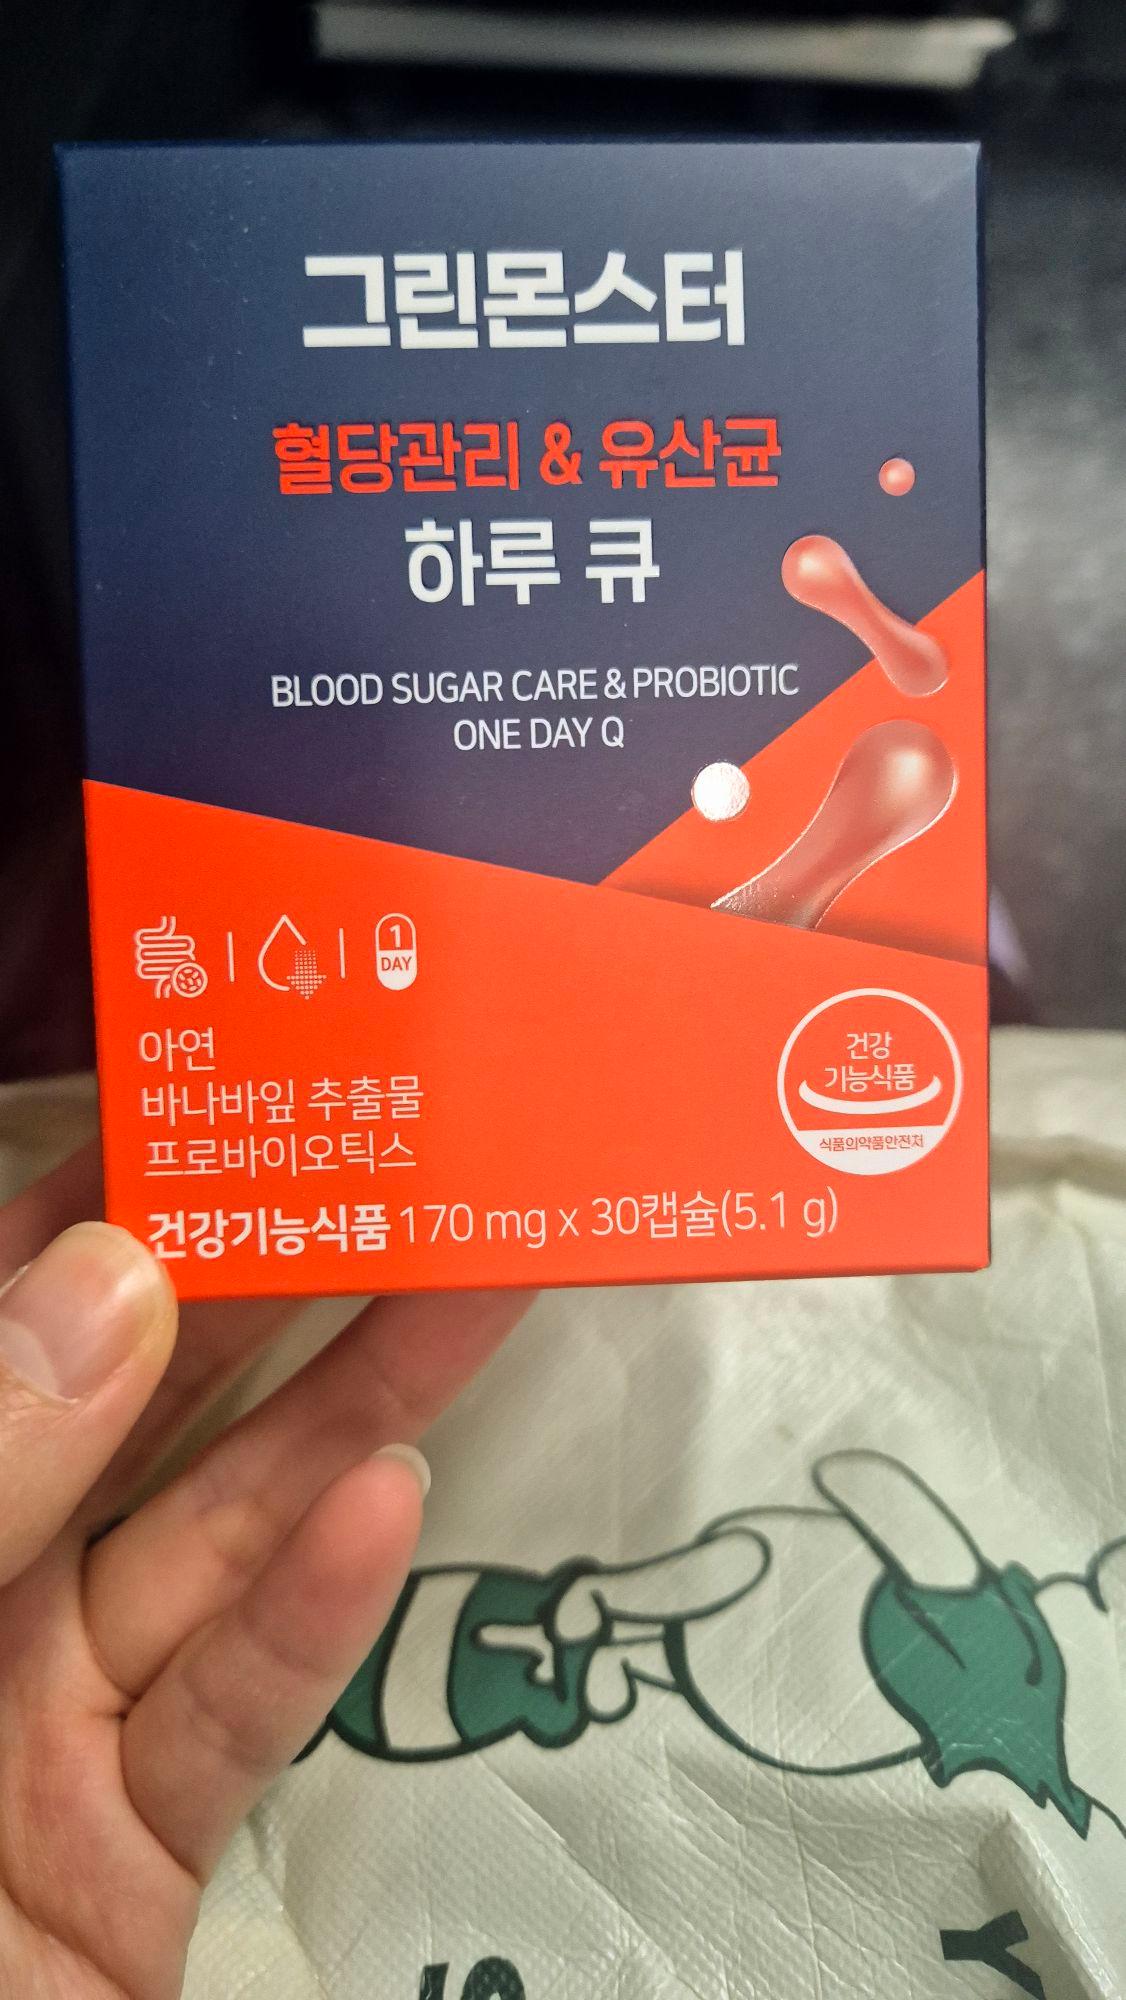 그린몬스터
혈당관리 & 유산균
하루 큐
BLOOD SUGAR CARE & PROBIOTIC
ONE DAY Q
1
DAY
아연
바나바잎 추출물
프로바이오틱스
건강기능식품 170 mg x 30캡슐(5.1 g)
건강
기능식품
식품의약품안전처
S
Y